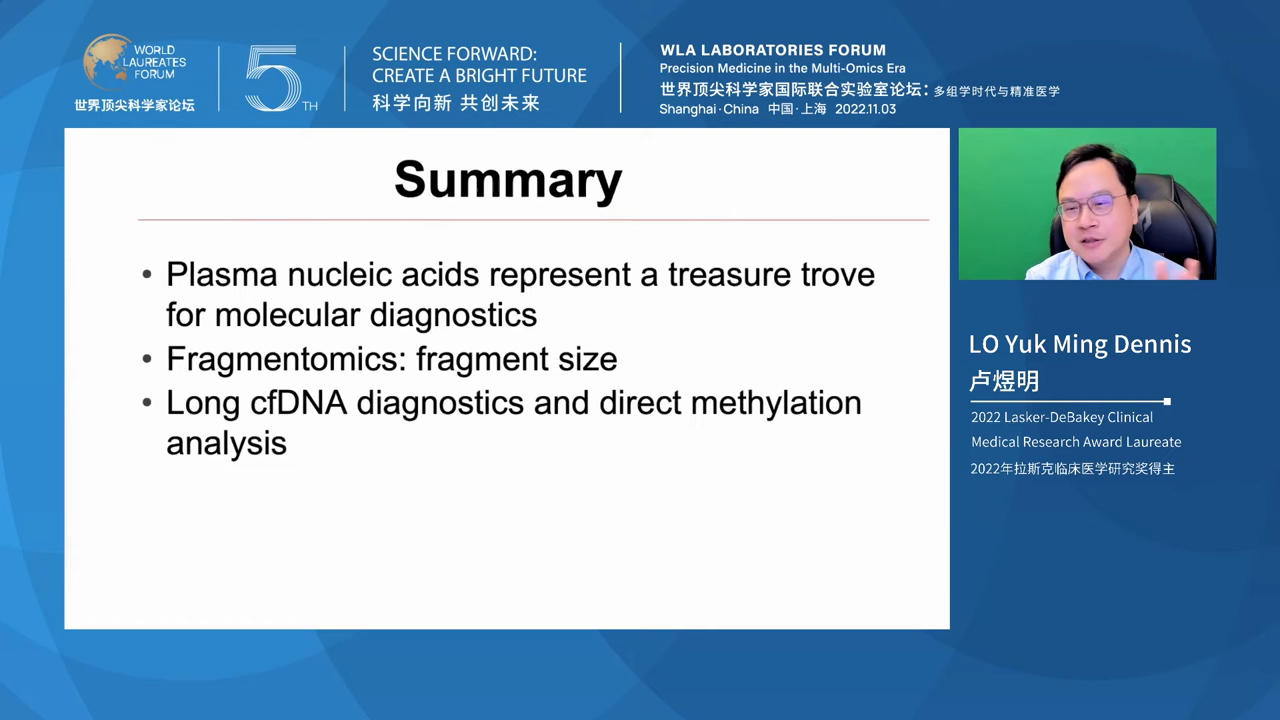 WORLD
LAUREATES
FORUM
世界顶尖科学家论坛
5TH
SCIENCE FORWARD:
CREATE A BRIGHT FUTURE
科学向新 共创未来
WLA LABORATORIES FORUM
Precision Medicine in the Multi-Omics Era
世界顶尖科学家国际联合实验室论坛：多组学时代与精准医学
Shanghai·China 中国·上海 2022.11.03
Summary
• Plasma nucleic acids represent a treasure trove
for molecular diagnostics
• Fragmentomics: fragment size
• Long cfDNA diagnostics and direct methylation
analysis
LO Yuk Ming Dennis
卢煜明
2022 Lasker-DeBakey Clinical
Medical Research Award Laureate
2022年拉斯克临床医学研究奖得主